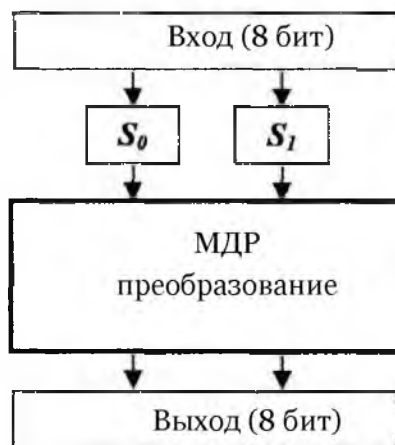 Вход (8 бит)
S₀ S₁
МДР
преобразование
Выход (8 бит)